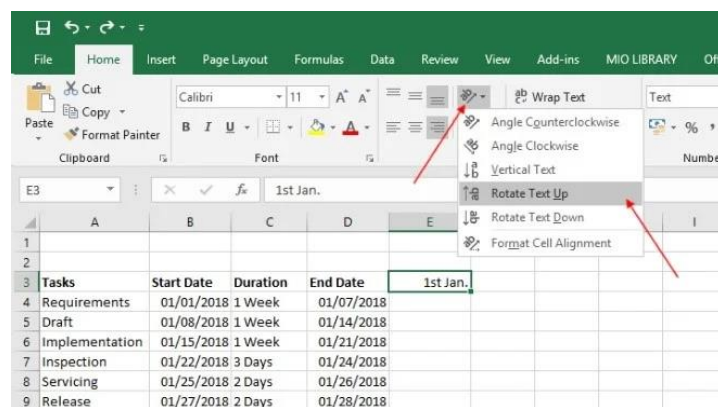 File Home Insert Page Layout Formulas Data Review View Add-ins MIO LIBRARY Of
Cut
Copy
Format Painter
Paste
Clipboard
Calibri 11 A A
B I U A
Font
ab Wrap Text
Text
% ,
Numbe
Angle Counterclockwise
Angle Clockwise
Vertical Text
Rotate Text Up
Rotate Text Down
Format Cell Alignment
E3 fx 1st Jan.
A B C D E I
1
2
3 Tasks Start Date Duration End Date 1st Jan.
4 Requirements 01/01/2018 1 Week 01/07/2018
5 Draft 01/08/2018 1 Week 01/14/2018
6 Implementation 01/15/2018 1 Week 01/21/2018
7 Inspection 01/22/2018 3 Days 01/24/2018
8 Servicing 01/25/2018 2 Days 01/26/2018
9 Release 01/27/2018 2 Days 01/28/2018